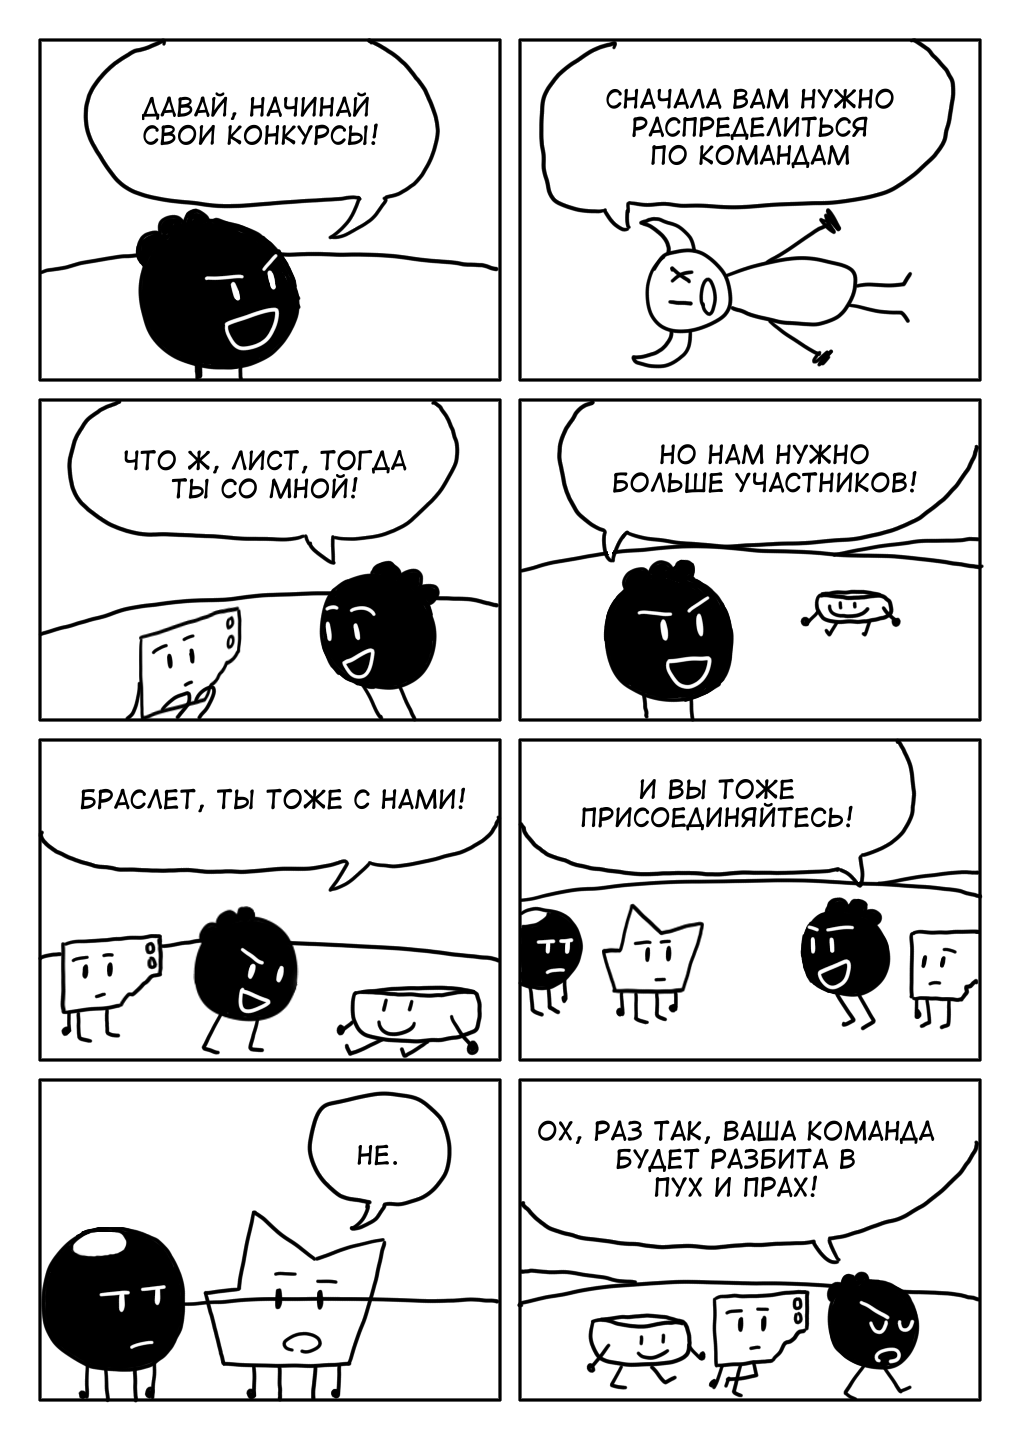 ДАВАЙ, НАЧИНАЙ
СВОИ КОНКУРСЫ!
СНАЧАЛА ВАМ НУЖНО
РАСПРЕДЕЛИТЬСЯ
ПО КОМАНДАМ
ЧТО Ж, ЛИСТ, ТОГДА
ТЫ СО МНОЙ!
НО НАМ НУЖНО
БОЛЬШЕ УЧАСТНИКОВ!
БРАСЛЕТ, ТЫ ТОЖЕ С НАМИ!
И ВЫ ТОЖЕ
ПРИСОЕДИНЯЙТЕСЬ!
НЕ.
ОХ, РАЗ ТАК, ВАША КОМАНДА
БУДЕТ РАЗБИТА В
ПУХ И ПРАХ!